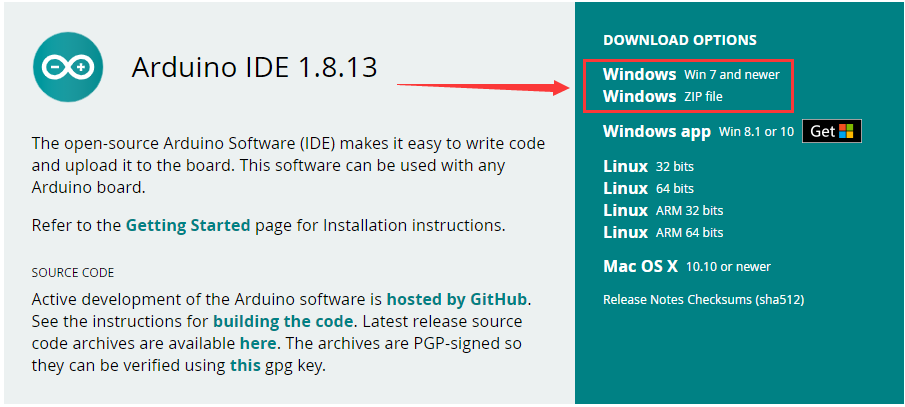 Arduino IDE 1.8.13
The open-source Arduino Software (IDE) makes it easy to write code
and upload it to the board. This software can be used with any
Arduino board.
Refer to the Getting Started page for Installation instructions.
SOURCE CODE
Active development of the Arduino software is hosted by GitHub.
See the instructions for building the code. Latest release source
code archives are available here. The archives are PGP-signed so
they can be verified using this gpg key.
DOWNLOAD OPTIONS
Windows Win 7 and newer
Windows ZIP file
Windows app Win 8.1 or 10 Get
Linux 32 bits
Linux 64 bits
Linux ARM 32 bits
Linux ARM 64 bits
Mac OS X 10.10 or newer
Release Notes Checksums (sha512)